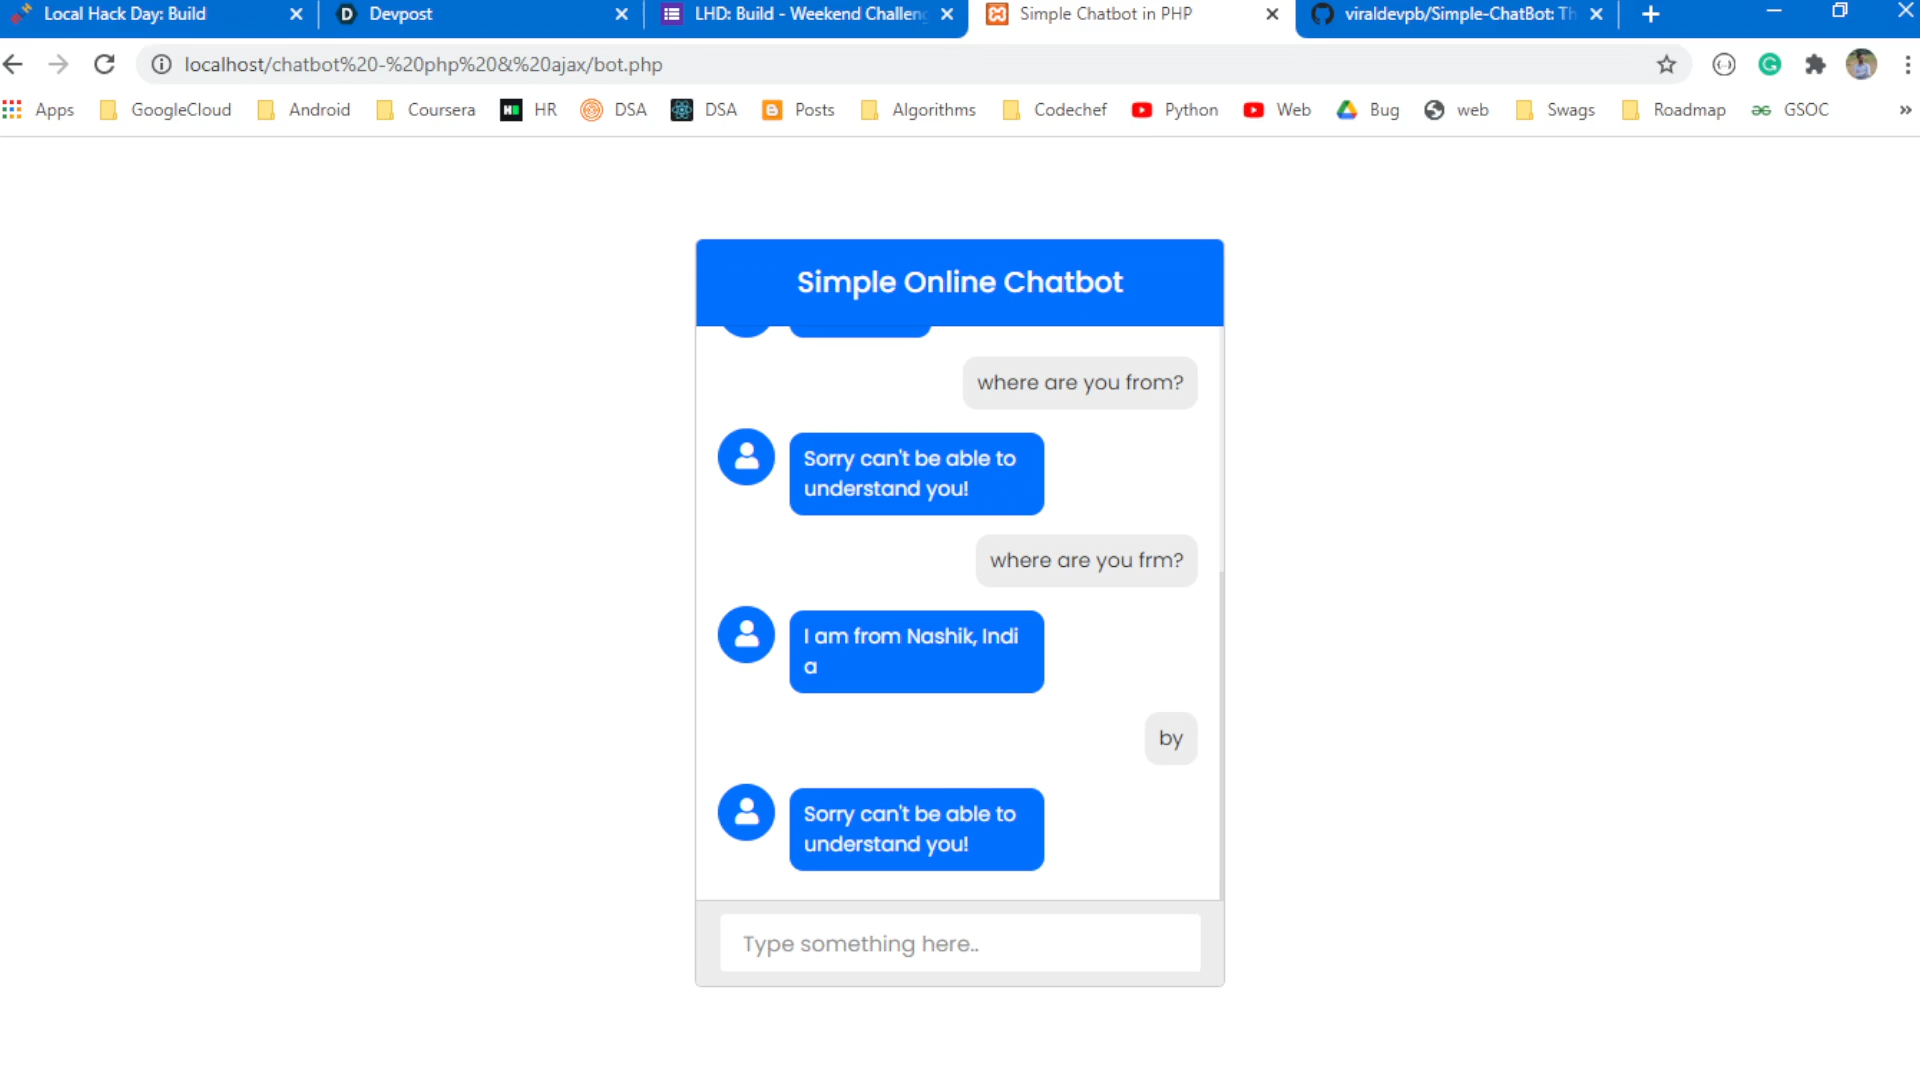 Local Hack Day: Build
Devpost
LHD: Build - Weekend Challeng
Simple Chatbot in PHP
viraldevpb/Simple-ChatBot: Th
localhost/chatbot%20-%20php%20&%20ajax/bot.php
Apps GoogleCloud Android Coursera HR DSA DSA Posts Algorithms Codechef Python Web Bug web Swags Roadmap GSOC »
Simple Online Chatbot
where are you from?
Sorry can't be able to
understand you!
where are you frm?
I am from Nashik, Indi
a
by
Sorry can't be able to
understand you!
Type something here..